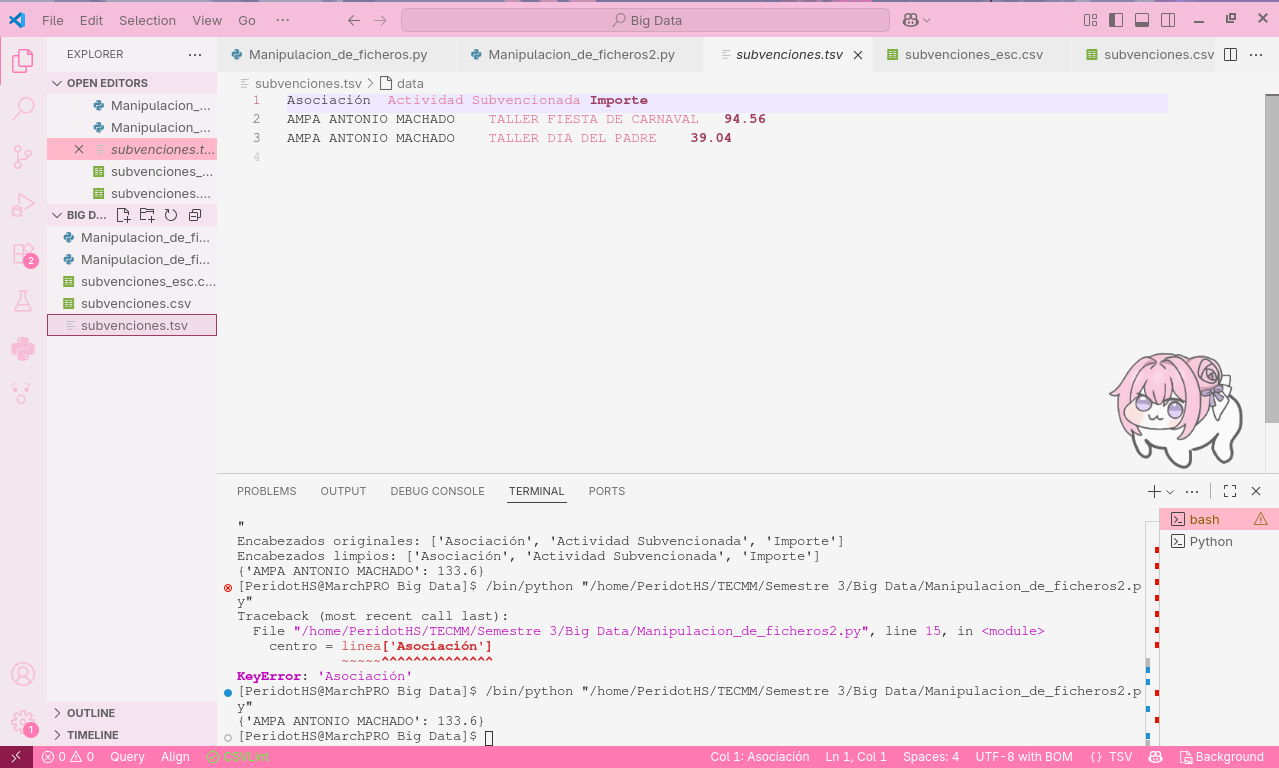 File Edit Selection View Go ··· Big Data
EXPLORER ···
Manipulacion_de_ficheros.py Manipulacion_de_ficheros2.py subvenciones.tsv subvenciones_esc.csv subvenciones.csv ···
OPEN EDITORS
Manipulacion_...
Manipulacion_...
subvenciones.t...
subvenciones_...
subvenciones....
BIG D...
Manipulacion_de_fi...
Manipulacion_de_fi...
subvenciones_esc.c...
subvenciones.csv
subvenciones.tsv
2
OUTLINE
TIMELINE
1
subvenciones.tsv > data
1 Asociación Actividad Subvencionada Importe
2 AMPA ANTONIO MACHADO TALLER FIESTA DE CARNAVAL 94.56
3 AMPA ANTONIO MACHADO TALLER DIA DEL PADRE 39.04
4
PROBLEMS OUTPUT DEBUG CONSOLE TERMINAL PORTS
bash
Python
"
Encabezados originales: ['Asociación', 'Actividad Subvencionada', 'Importe']
Encabezados limpios: ['Asociación', 'Actividad Subvencionada', 'Importe']
{'AMPA ANTONIO MACHADO': 133.6}
[PeridotHS@MarchPRO Big Data]$ /bin/python "/home/PeridotHS/TECMM/Semestre 3/Big Data/Manipulacion_de_ficheros2.p
y"
Traceback (most recent call last):
File "/home/PeridotHS/TECMM/Semestre 3/Big Data/Manipulacion_de_ficheros2.py", line 15, in <module>
centro = linea['Asociación']
~~~~~^^^^^^^^^^^^^^
KeyError: 'Asociación'
[PeridotHS@MarchPRO Big Data]$ /bin/python "/home/PeridotHS/TECMM/Semestre 3/Big Data/Manipulacion_de_ficheros2.p
y"
{'AMPA ANTONIO MACHADO': 133.6}
[PeridotHS@MarchPRO Big Data]$
0 0 Query Align CSVLint Col 1: Asociación Ln 1, Col 1 Spaces: 4 UTF-8 with BOM {} TSV Background